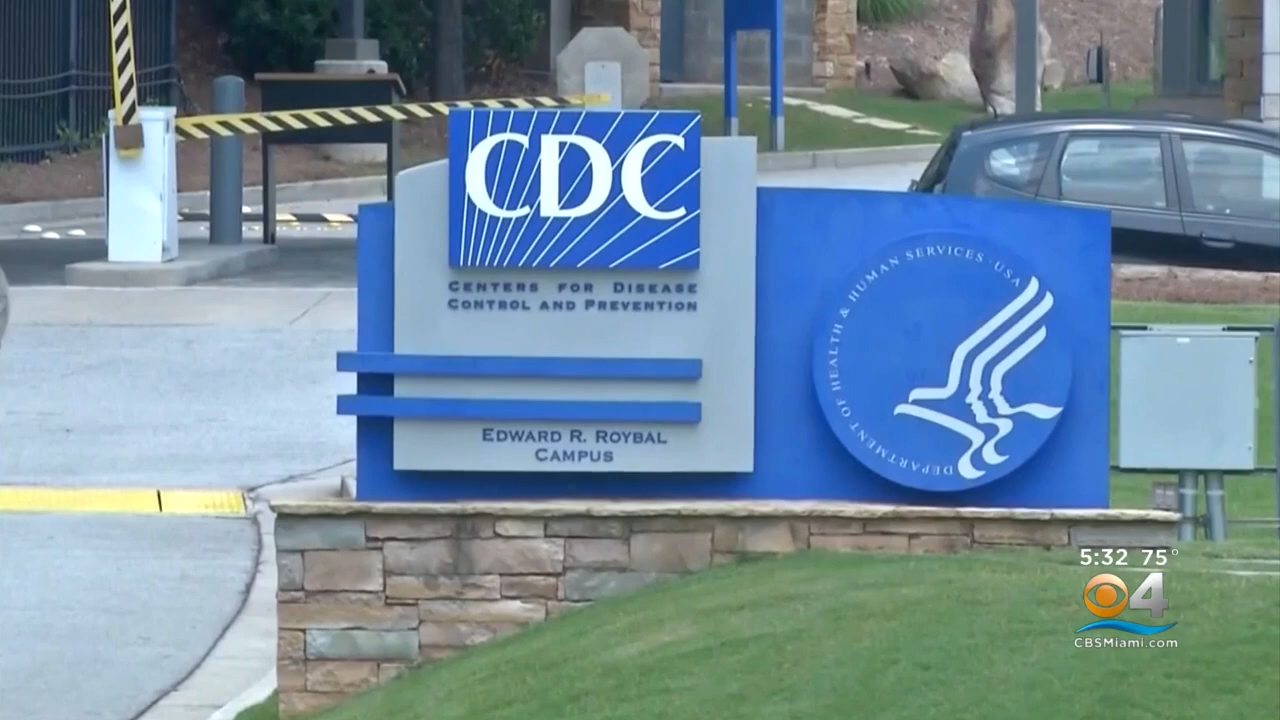 CDC
CENTERS FOR DISEASE
CONTROL AND PREVENTION
EDWARD R. ROYBAL
CAMPUS
DEPARTMENT OF HEALTH & HUMAN SERVICES · USA
5:32 75°
4
CBSMiami.com